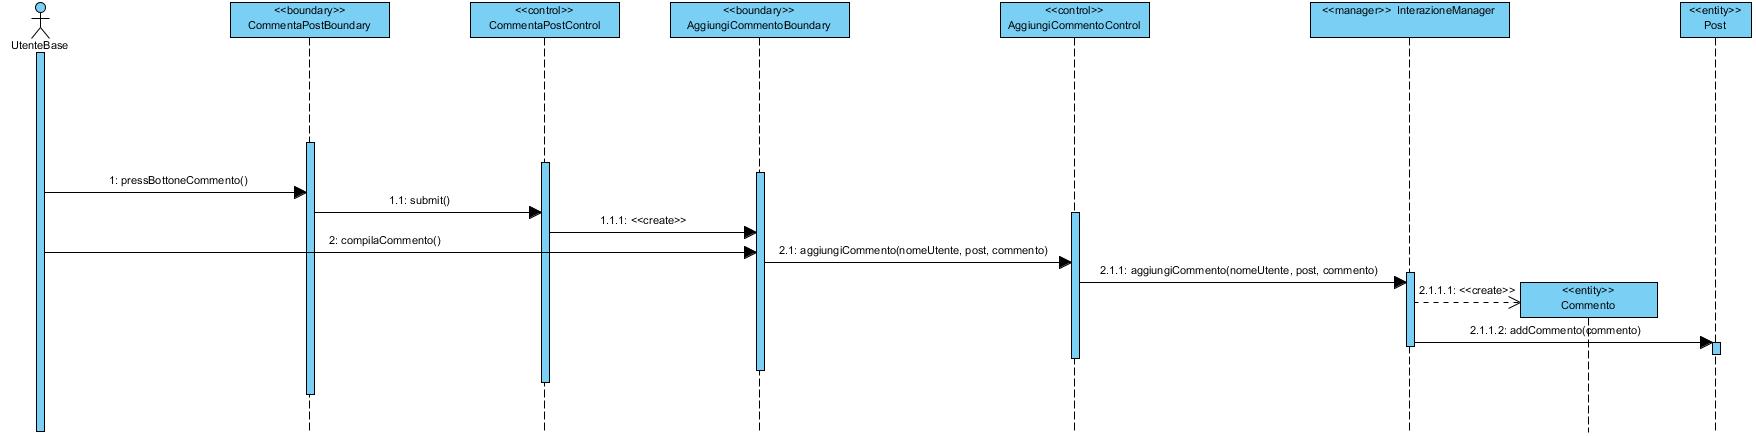 <<boundary>>
CommentaPostBoundary
<<control>>
CommentaPostControl
<<boundary>>
AggiungiCommentoBoundary
<<control>>
AggiungiCommentoControl
<<manager>> InterazioneManager
<<entity>>
Post
UtenteBase
1: pressBottoneCommento()
1.1: submit()
1.1.1: <<create>>
2: compilaCommento()
2.1: aggiungiCommento(nomeUtente, post, commento)
2.1.1: aggiungiCommento(nomeUtente, post, commento)
2.1.1.1: <<create>>
<<entity>>
Commento
2.1.1.2: addCommento(commento)